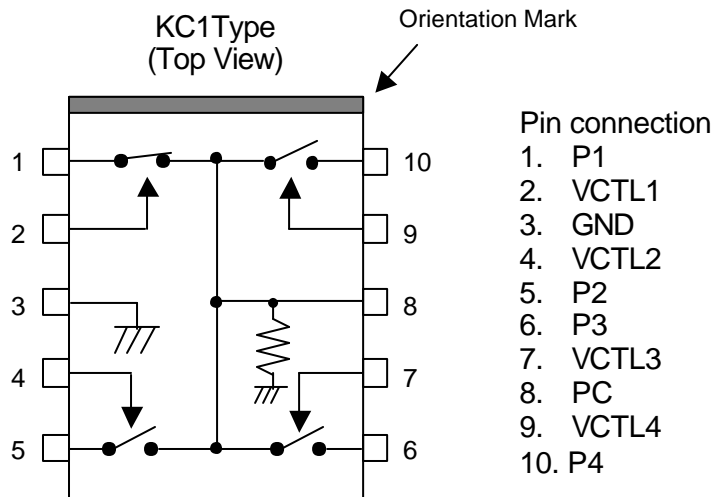 KC1Type
(Top View)
Orientation Mark
1
2
3
4
5
10
9
8
7
6
Pin connection
1. P1
2. VCTL1
3. GND
4. VCTL2
5. P2
6. P3
7. VCTL3
8. PC
9. VCTL4
10. P4